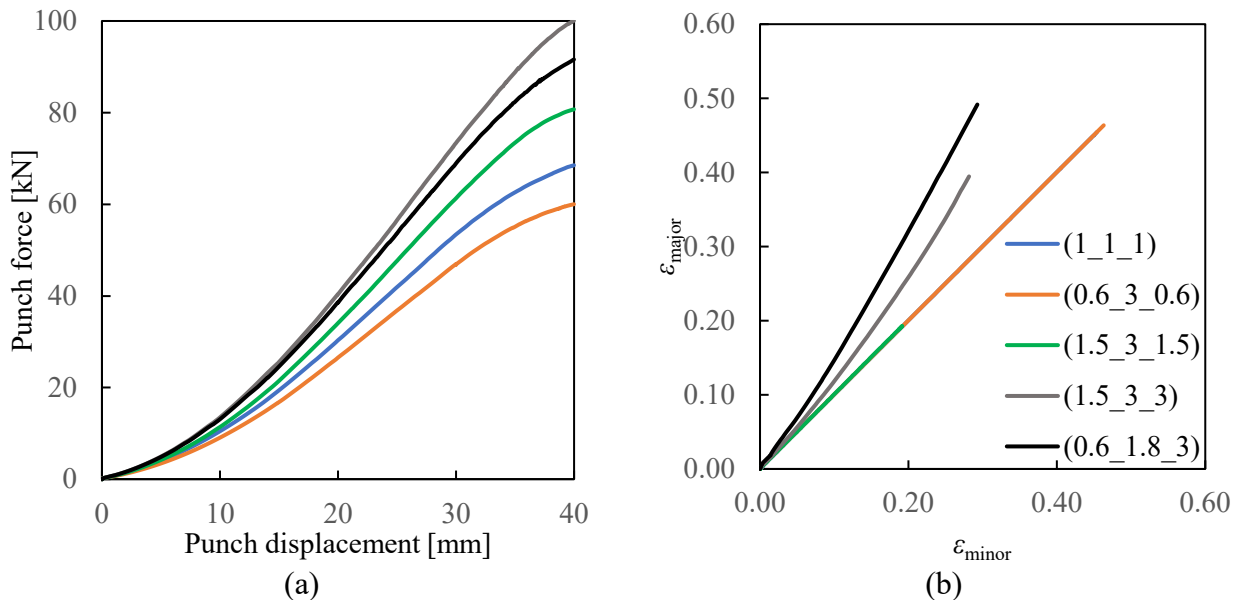 100
80
60
40
20
0
Punch force [kN]
0 10 20 30 40
Punch displacement [mm]
(a)
0.60
0.50
0.40
0.30
0.20
0.10
0.00
εmajor
(1_1_1)
(0.6_3_0.6)
(1.5_3_1.5)
(1.5_3_3)
(0.6_1.8_3)
0.00 0.20 0.40 0.60
εminor
(b)